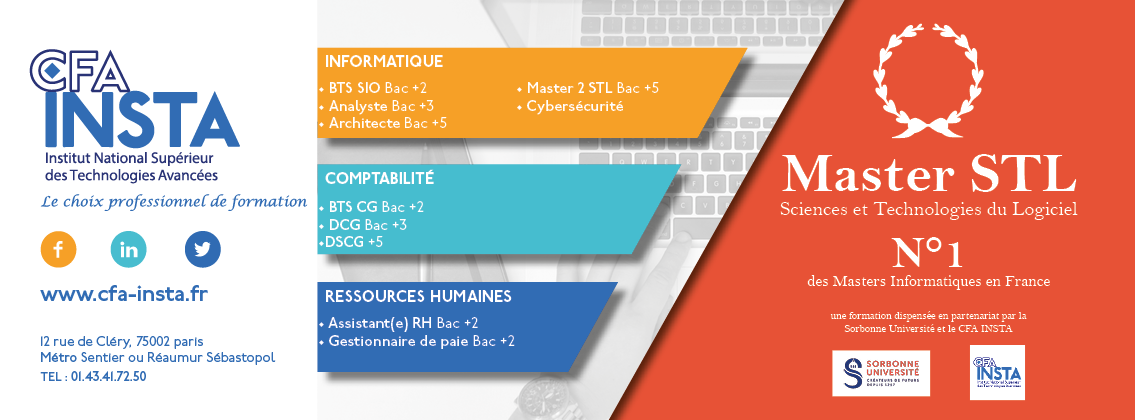 CFA
INSTA
Institut National Supérieur
des Technologies Avancées
Le choix professionnel de formation
www.cfa-insta.fr
12 rue de Cléry, 75002 paris
Métro Sentier ou Réaumur Sébastopol
TEL : 01.43.41.72.50
INFORMATIQUE
• BTS SIO Bac +2
• Analyste Bac +3
• Architecte Bac +5
• Master 2 STL Bac +5
• Cybersécurité
COMPTABILITÉ
• BTS CG Bac +2
• DCG Bac +3
•DSCG +5
RESSOURCES HUMAINES
• Assistant(e) RH Bac +2
• Gestionnaire de paie Bac +2
Master STL
Sciences et Technologies du Logiciel
N°1
des Masters Informatiques en France
une formation dispensée en partenariat par la
Sorbonne Université et le CFA INSTA
SORBONNE
UNIVERSITÉ
CRÉATEURS DE FUTURS
DEPUIS 1257
CFA
INSTA
Institut National Supérieur
des Technologies Avancées